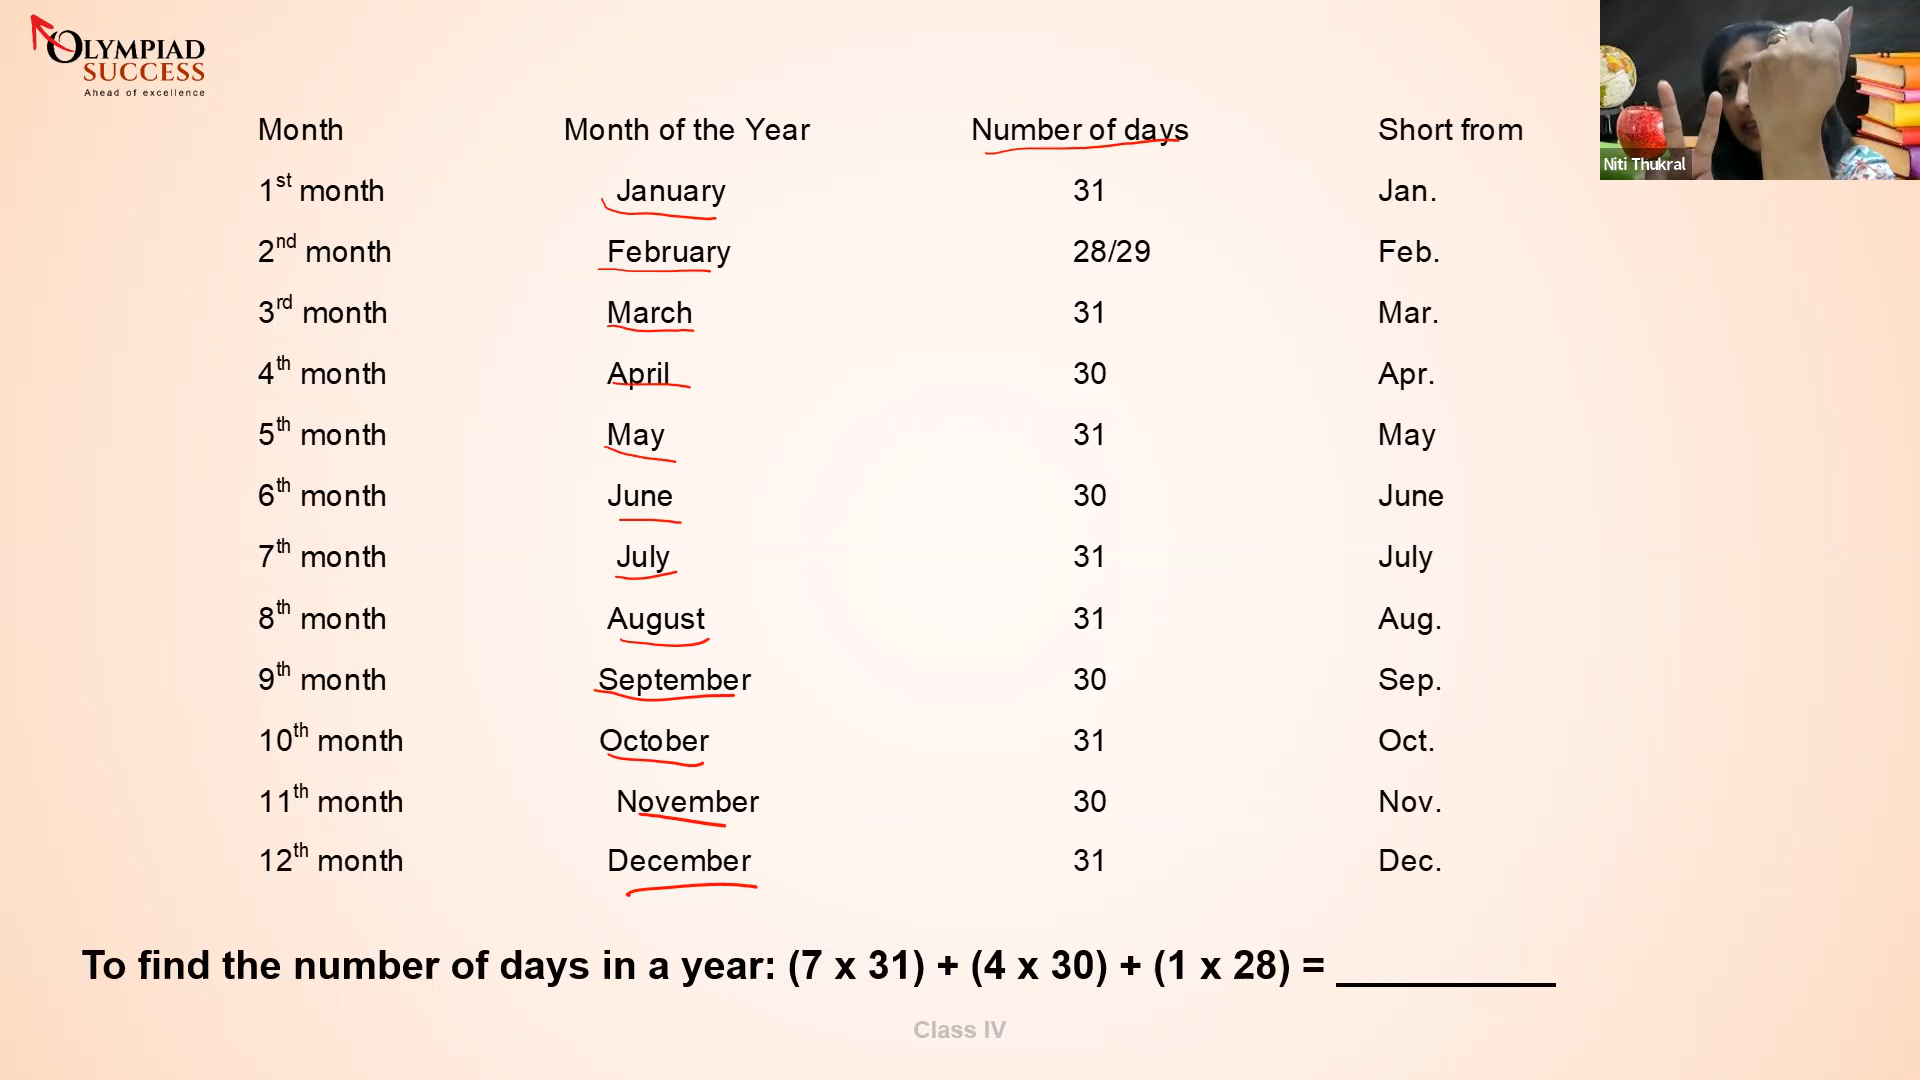 OLYMPIAD
SUCCESS
Ahead of excellence
Niti Thukral
Month Month of the Year Number of days Short from
1st month January 31 Jan.
2nd month February 28/29 Feb.
3rd month March 31 Mar.
4th month April 30 Apr.
5th month May 31 May
6th month June 30 June
7th month July 31 July
8th month August 31 Aug.
9th month September 30 Sep.
10th month October 31 Oct.
11th month November 30 Nov.
12th month December 31 Dec.
To find the number of days in a year: (7 x 31) + (4 x 30) + (1 x 28) = __________
Class IV